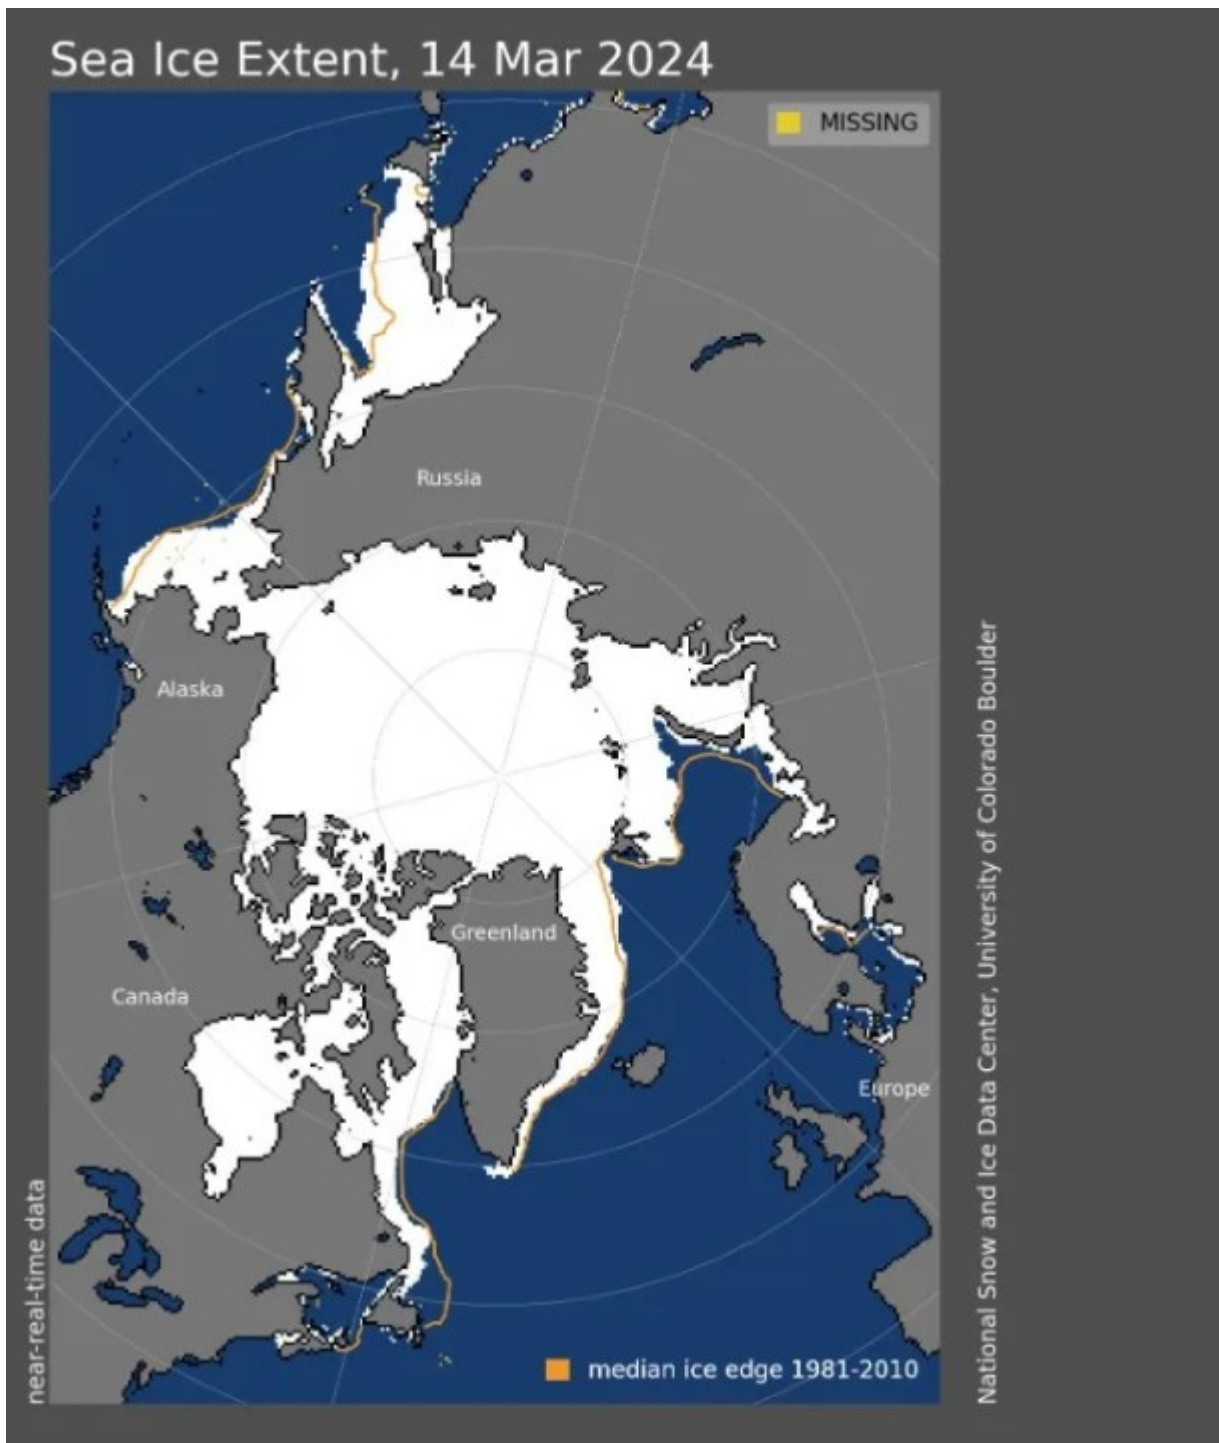 Sea Ice Extent, 14 Mar 2024
MISSING
Russia
Alaska
Greenland
Canada
Europe
median ice edge 1981-2010
near-real-time data
National Snow and Ice Data Center, University of Colorado Boulder